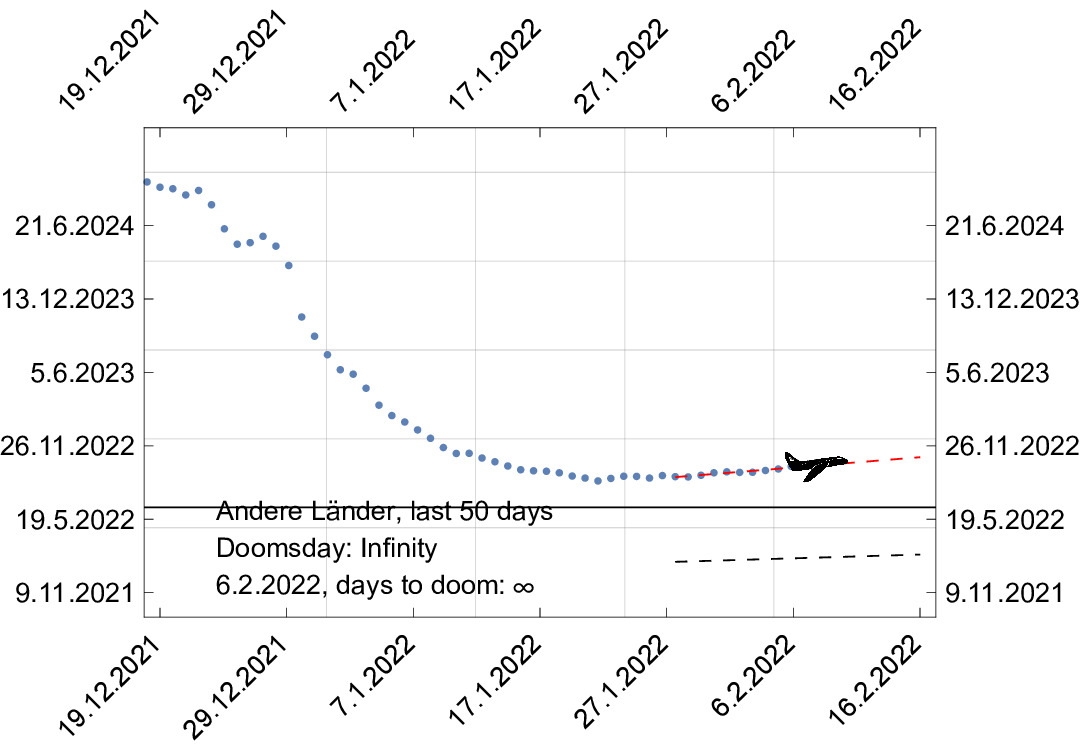 19.12.2021 29.12.2021 7.1.2022 17.1.2022 27.1.2022 6.2.2022 16.2.2022
21.6.2024 21.6.2024
13.12.2023 13.12.2023
5.6.2023 5.6.2023
26.11.2022 26.11.2022
Andere Länder, last 50 days
19.5.2022 19.5.2022
Doomsday: Infinity
6.2.2022, days to doom: ∞
9.11.2021 9.11.2021
19.12.2021 29.12.2021 7.1.2022 17.1.2022 27.1.2022 6.2.2022 16.2.2022